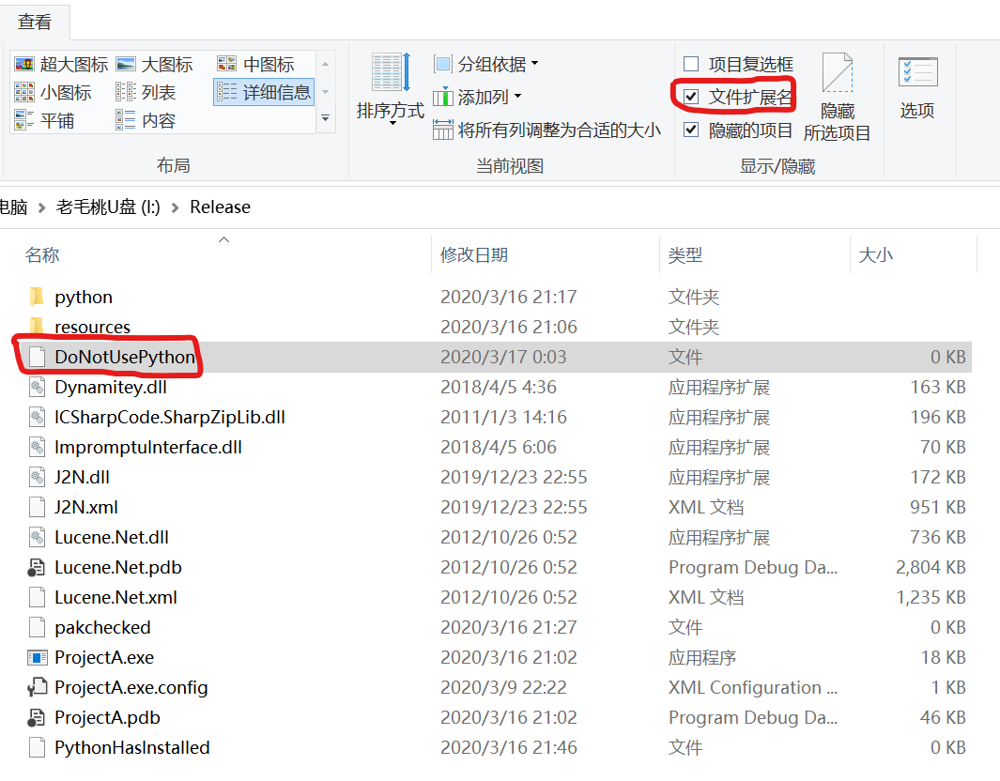 查看
超大图标 大图标 中图标
小图标 列表 详细信息
平铺 内容
布局
排序方式
分组依据
添加列
将所有列调整为合适的大小
当前视图
项目复选框
文件扩展名
隐藏的项目
隐藏
所选项目
显示/隐藏
选项
电脑 › 老毛桃U盘 (I:) › Release
名称 修改日期 类型 大小
python 2020/3/16 21:17 文件夹
resources 2020/3/16 21:06 文件夹
DoNotUsePython 2020/3/17 0:03 文件 0 KB
Dynamitey.dll 2018/4/5 4:36 应用程序扩展 163 KB
ICSharpCode.SharpZipLib.dll 2011/1/3 14:16 应用程序扩展 196 KB
ImpromptuInterface.dll 2018/4/5 6:06 应用程序扩展 70 KB
J2N.dll 2019/12/23 22:55 应用程序扩展 172 KB
J2N.xml 2019/12/23 22:55 XML 文档 951 KB
Lucene.Net.dll 2012/10/26 0:52 应用程序扩展 736 KB
Lucene.Net.pdb 2012/10/26 0:52 Program Debug Da... 2,804 KB
Lucene.Net.xml 2012/10/26 0:52 XML 文档 1,235 KB
pakchecked 2020/3/16 21:27 文件 0 KB
ProjectA.exe 2020/3/16 21:02 应用程序 18 KB
ProjectA.exe.config 2020/3/9 22:22 XML Configuration ... 1 KB
ProjectA.pdb 2020/3/16 21:02 Program Debug Da... 46 KB
PythonHasInstalled 2020/3/16 21:46 文件 0 KB